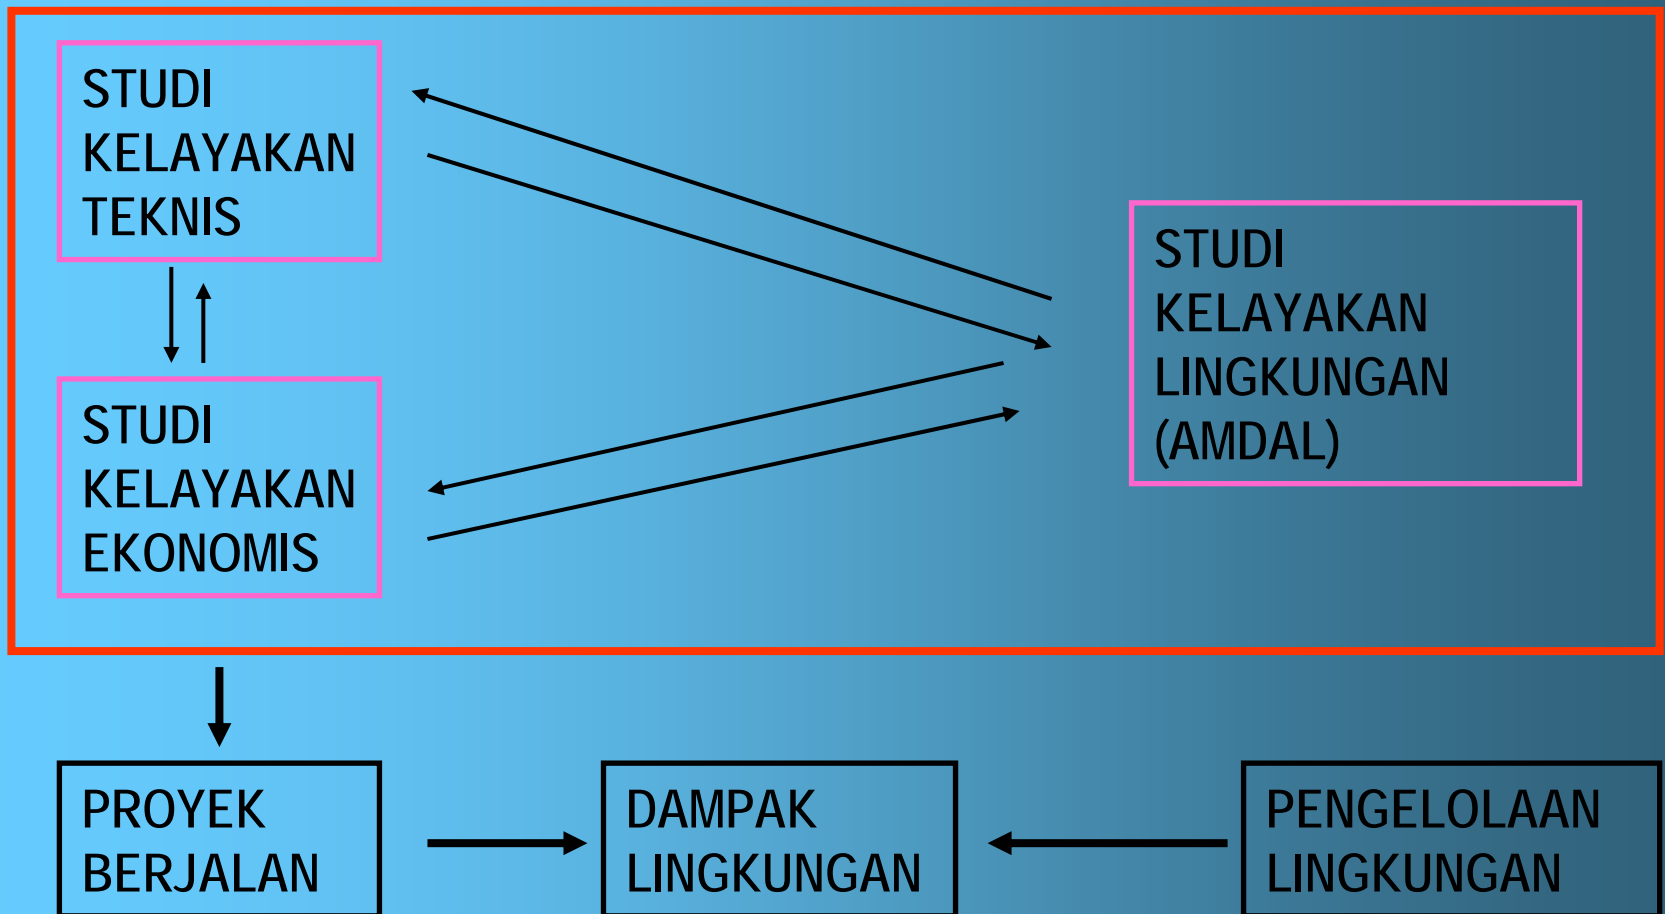 STUDI
KELAYAKAN
TEKNIS
STUDI
KELAYAKAN
LINGKUNGAN
(AMDAL)
STUDI
KELAYAKAN
EKONOMIS
PROYEK
BERJALAN
DAMPAK
LINGKUNGAN
PENGELOLAAN
LINGKUNGAN